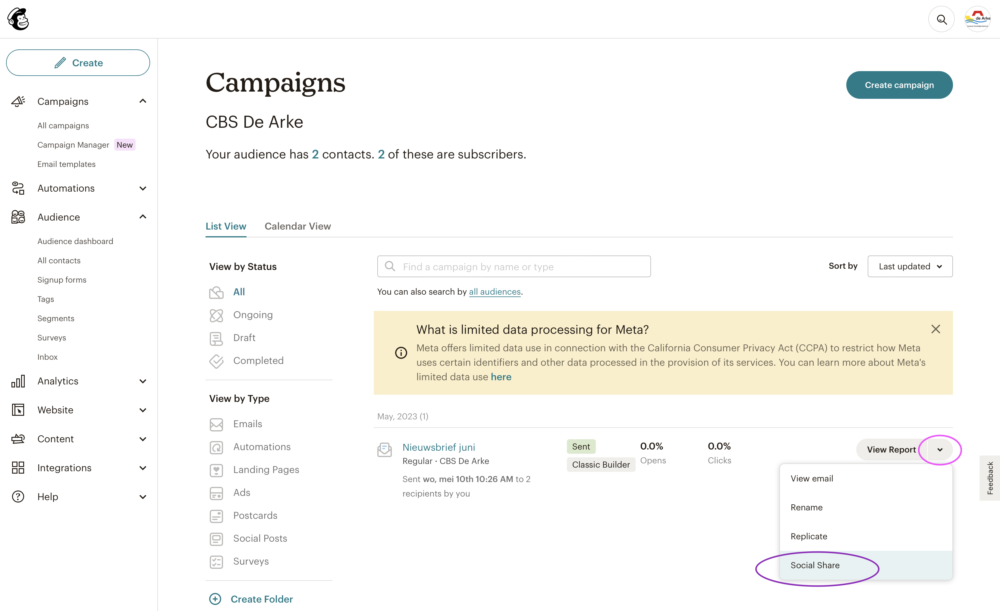 de Arke
Create
Campaigns
All campaigns
Campaign Manager New
Email templates
Automations
Audience
Audience dashboard
All contacts
Signup forms
Tags
Segments
Surveys
Inbox
Analytics
Website
Content
Integrations
Help
Campaigns
Create campaign
CBS De Arke
Your audience has 2 contacts. 2 of these are subscribers.
List View Calendar View
View by Status
All
Ongoing
Draft
Completed
View by Type
Emails
Automations
Landing Pages
Ads
Postcards
Social Posts
Surveys
Create Folder
Find a campaign by name or type
Sort by Last updated
You can also search by all audiences.
What is limited data processing for Meta?
Meta offers limited data use in connection with the California Consumer Privacy Act (CCPA) to restrict how Meta
uses certain identifiers and other data processed in the provision of its services. You can learn more about Meta's
limited data use here
May, 2023 (1)
Nieuwsbrief juni
Regular · CBS De Arke
Sent wo, mei 10th 10:26 AM to 2
recipients by you
Sent
Classic Builder
0.0%
Opens
0.0%
Clicks
View Report
View email
Rename
Replicate
Social Share
Feedback